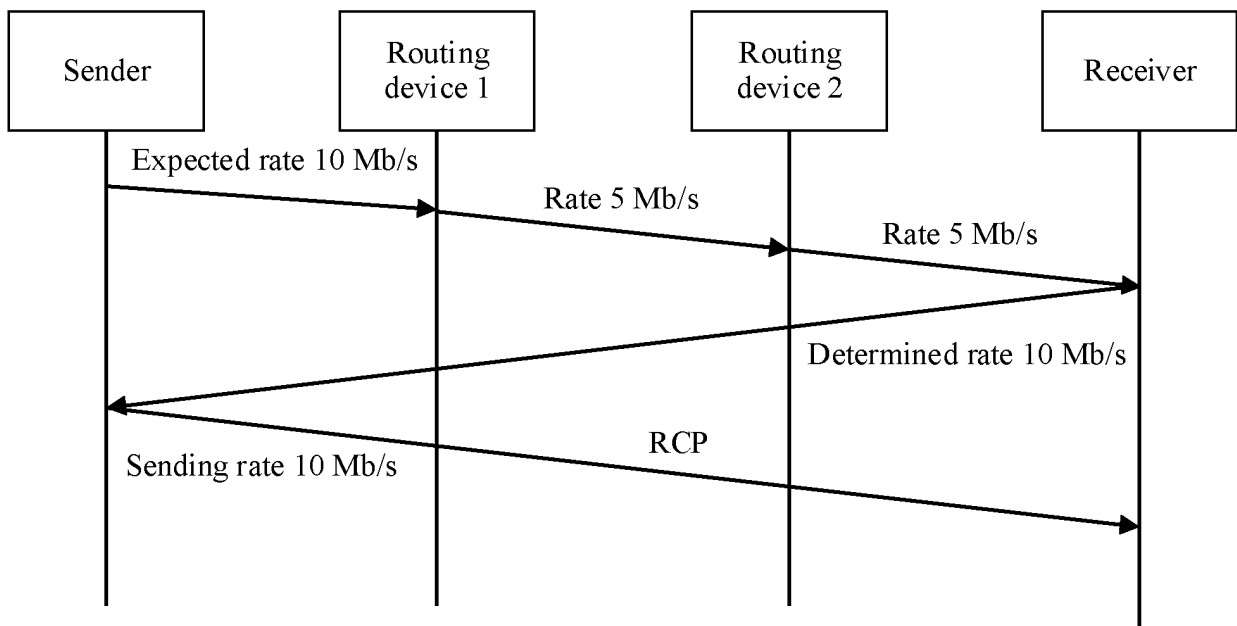 Sender
Routing
device 1
Routing
device 2
Receiver
Expected rate 10 Mb/s
Rate 5 Mb/s
Rate 5 Mb/s
Determined rate 10 Mb/s
RCP
Sending rate 10 Mb/s